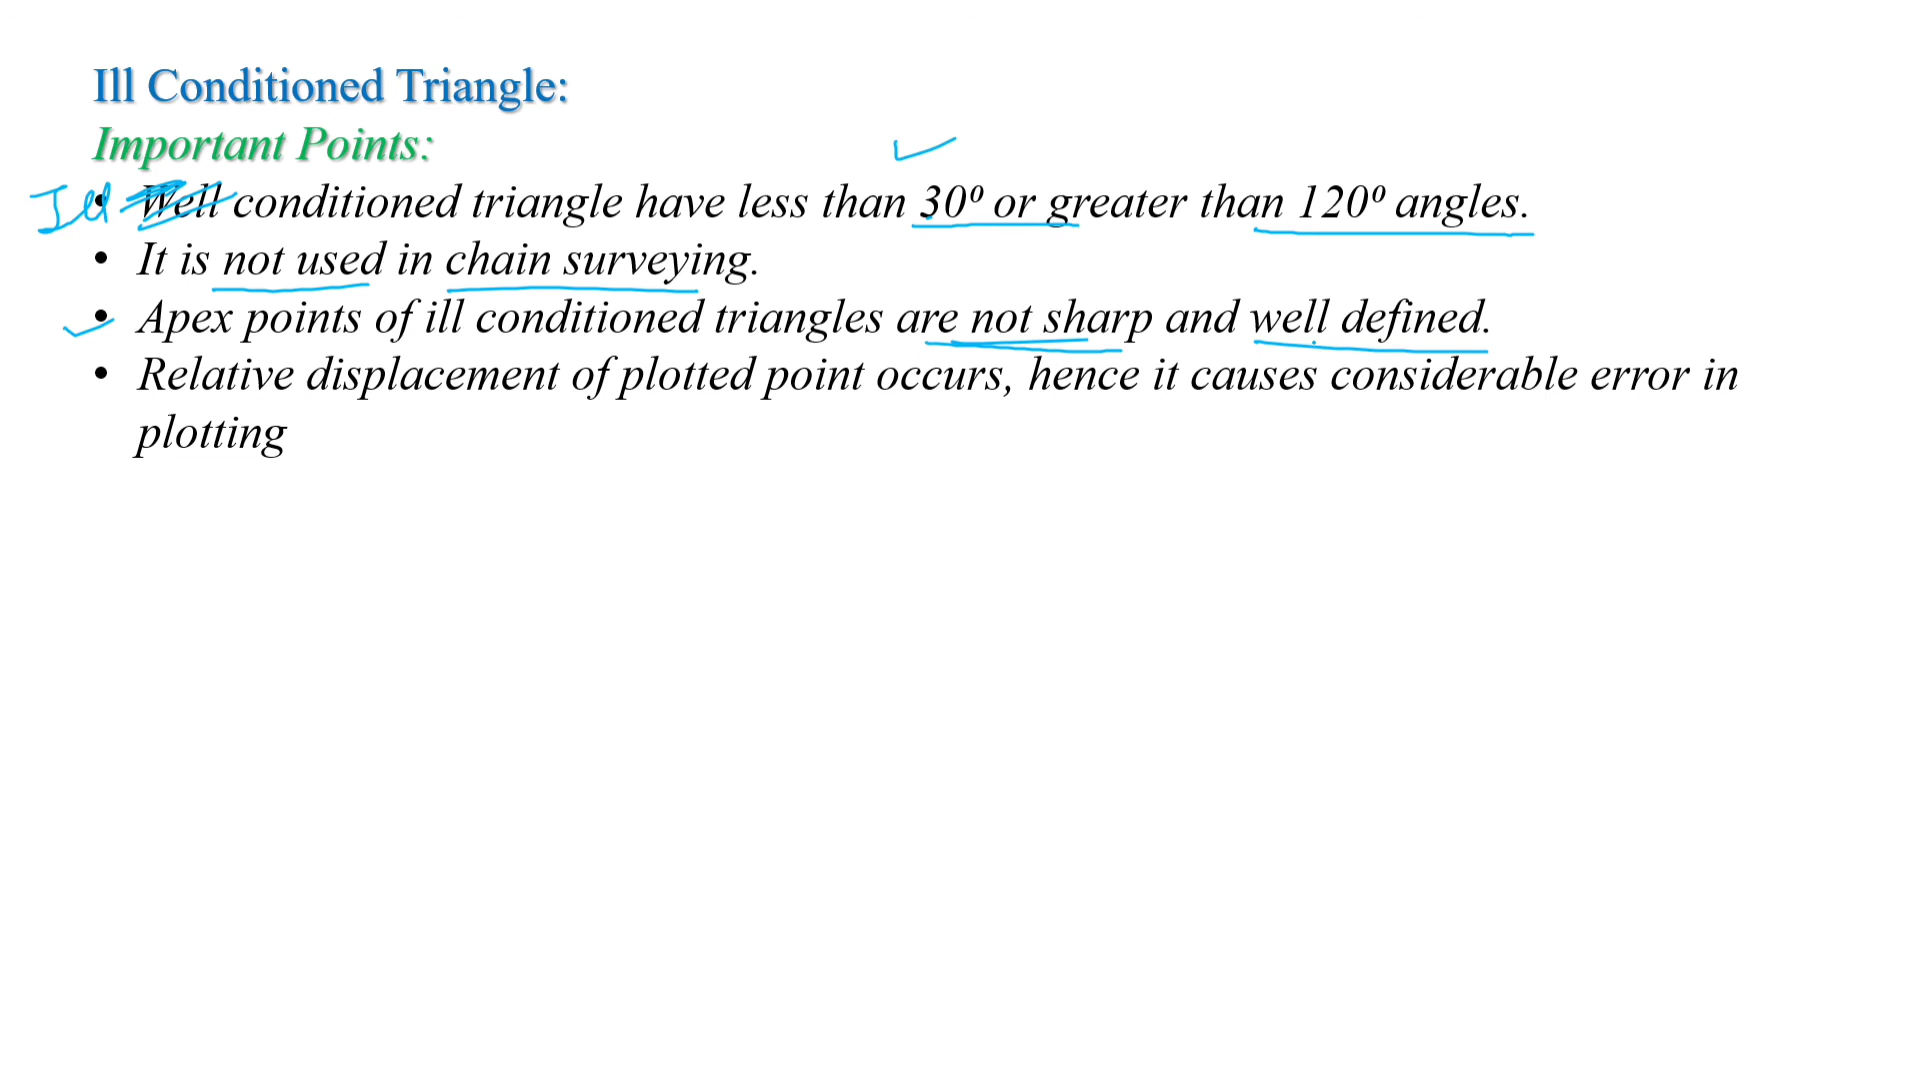 Ill Conditioned Triangle:
Important Points:
Ill • Well conditioned triangle have less than 30º or greater than 120º angles.
• It is not used in chain surveying.
• Apex points of ill conditioned triangles are not sharp and well defined.
• Relative displacement of plotted point occurs, hence it causes considerable error in
plotting